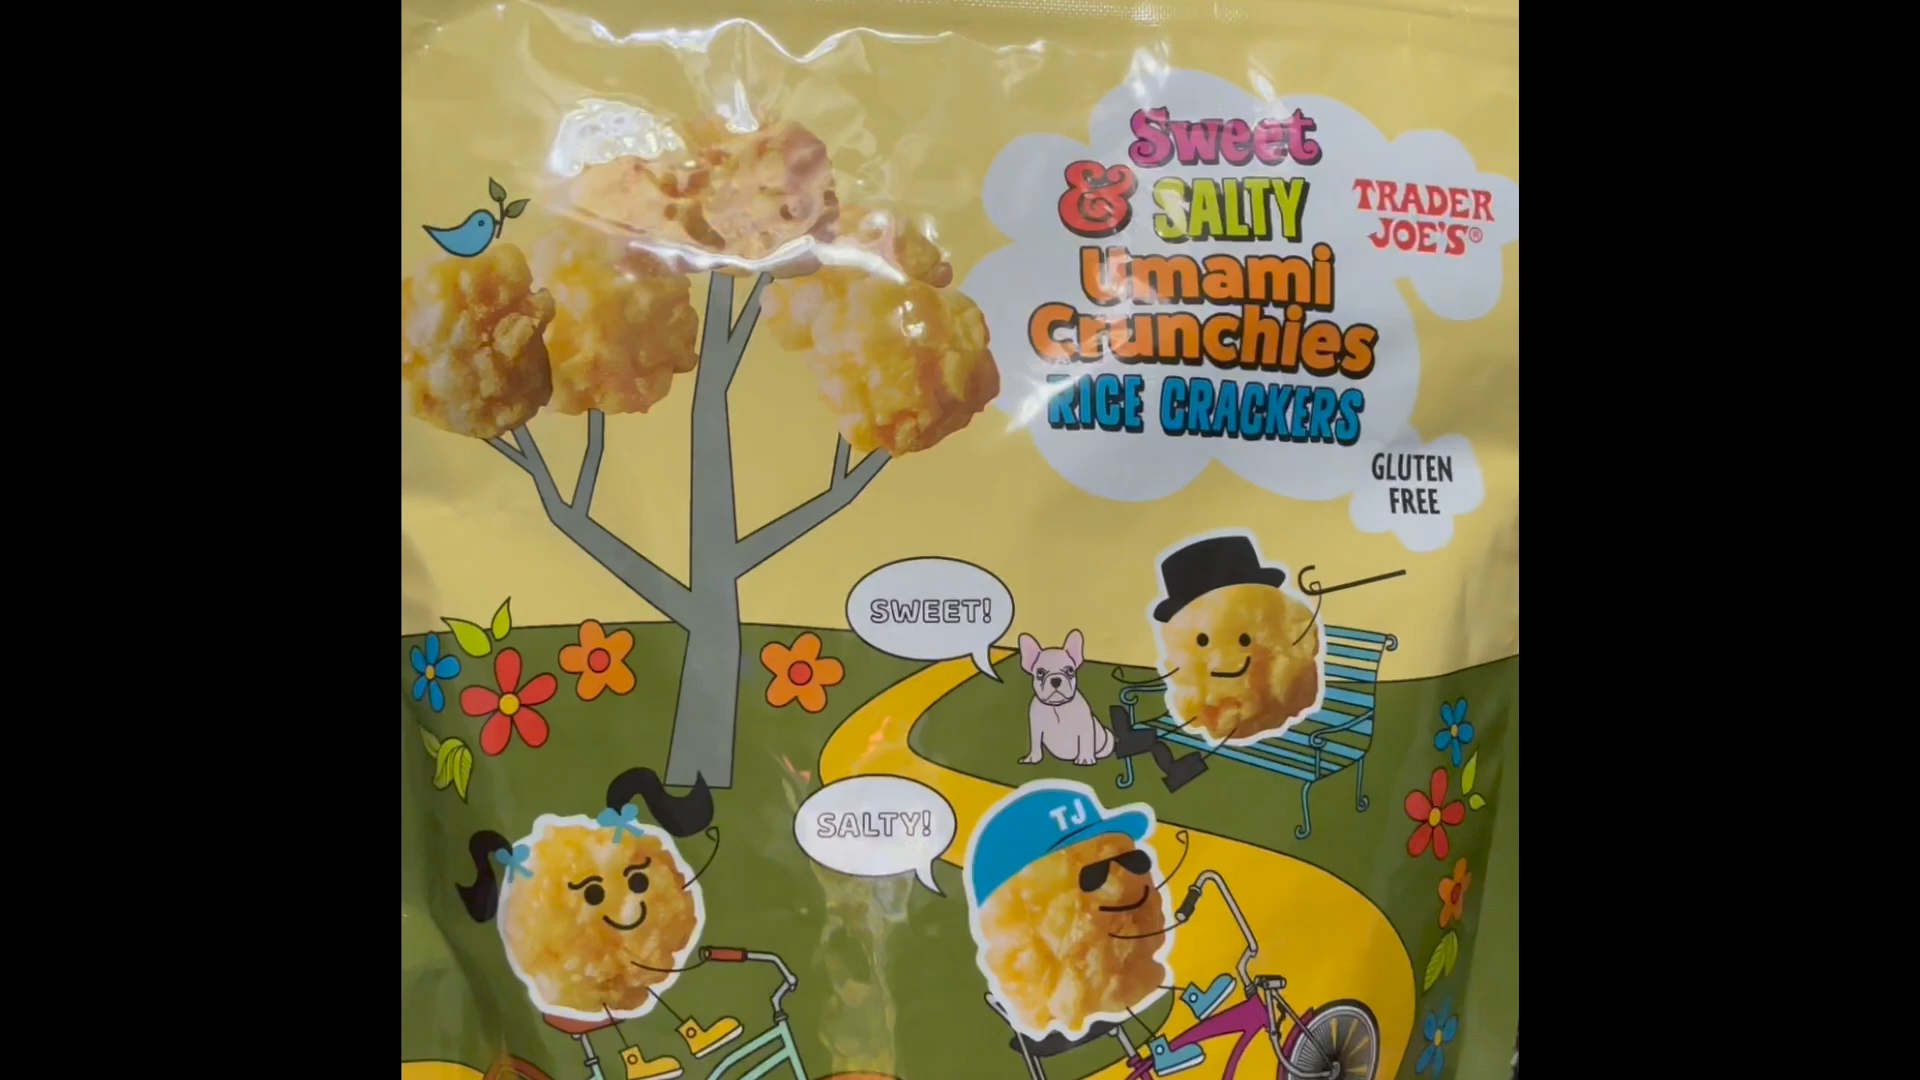 Sweet
& SALTY
Umami
Crunchies
RICE CRACKERS
TRADER
JOE'S®
GLUTEN
FREE
SWEET!
SALTY!
TJ